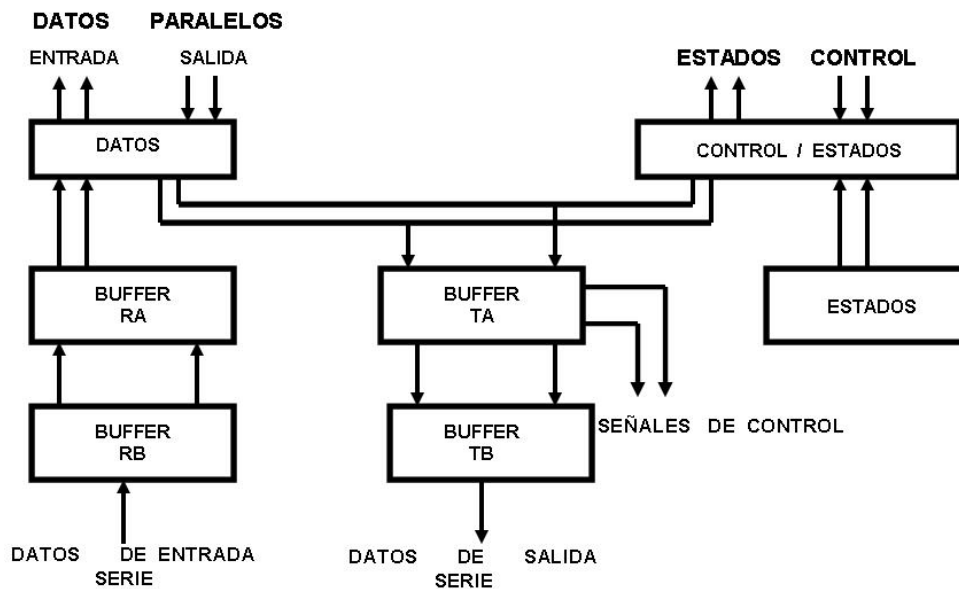 DATOS PARALELOS
ENTRADA SALIDA
ESTADOS CONTROL
DATOS
CONTROL / ESTADOS
BUFFER
RA
BUFFER
TA
ESTADOS
BUFFER
RB
BUFFER
TB
SEÑALES DE CONTROL
DATOS DE ENTRADA
SERIE
DATOS DE SALIDA
SERIE